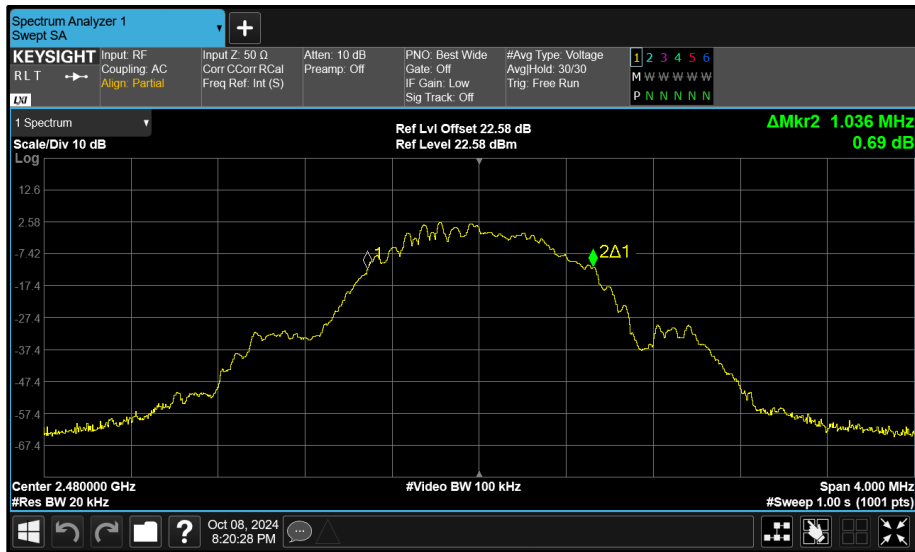 Spectrum Analyzer 1
Swept SA
+
KEYSIGHT Input: RF Input Z: 50 Ω Atten: 10 dB PNO: Best Wide #Avg Type: Voltage 1 2 3 4 5 6
R L T Coupling: AC Corr CCorr RCal Preamp: Off Gate: Off Avg|Hold: 30/30 M W W W W W
Align: Partial Freq Ref: Int (S) IF Gain: Low Trig: Free Run P N N N N N
LXI Sig Track: Off
1 Spectrum Ref Lvl Offset 22.58 dB ΔMkr2 1.036 MHz
Scale/Div 10 dB Ref Level 22.58 dBm 0.69 dB
Log
12.6
2.58
-7.42
1
2Δ1
-17.4
-27.4
-37.4
-47.4
-57.4
-67.4
Center 2.480000 GHz #Video BW 100 kHz Span 4.000 MHz
#Res BW 20 kHz #Sweep 1.00 s (1001 pts)
? Oct 08, 2024
8:20:28 PM